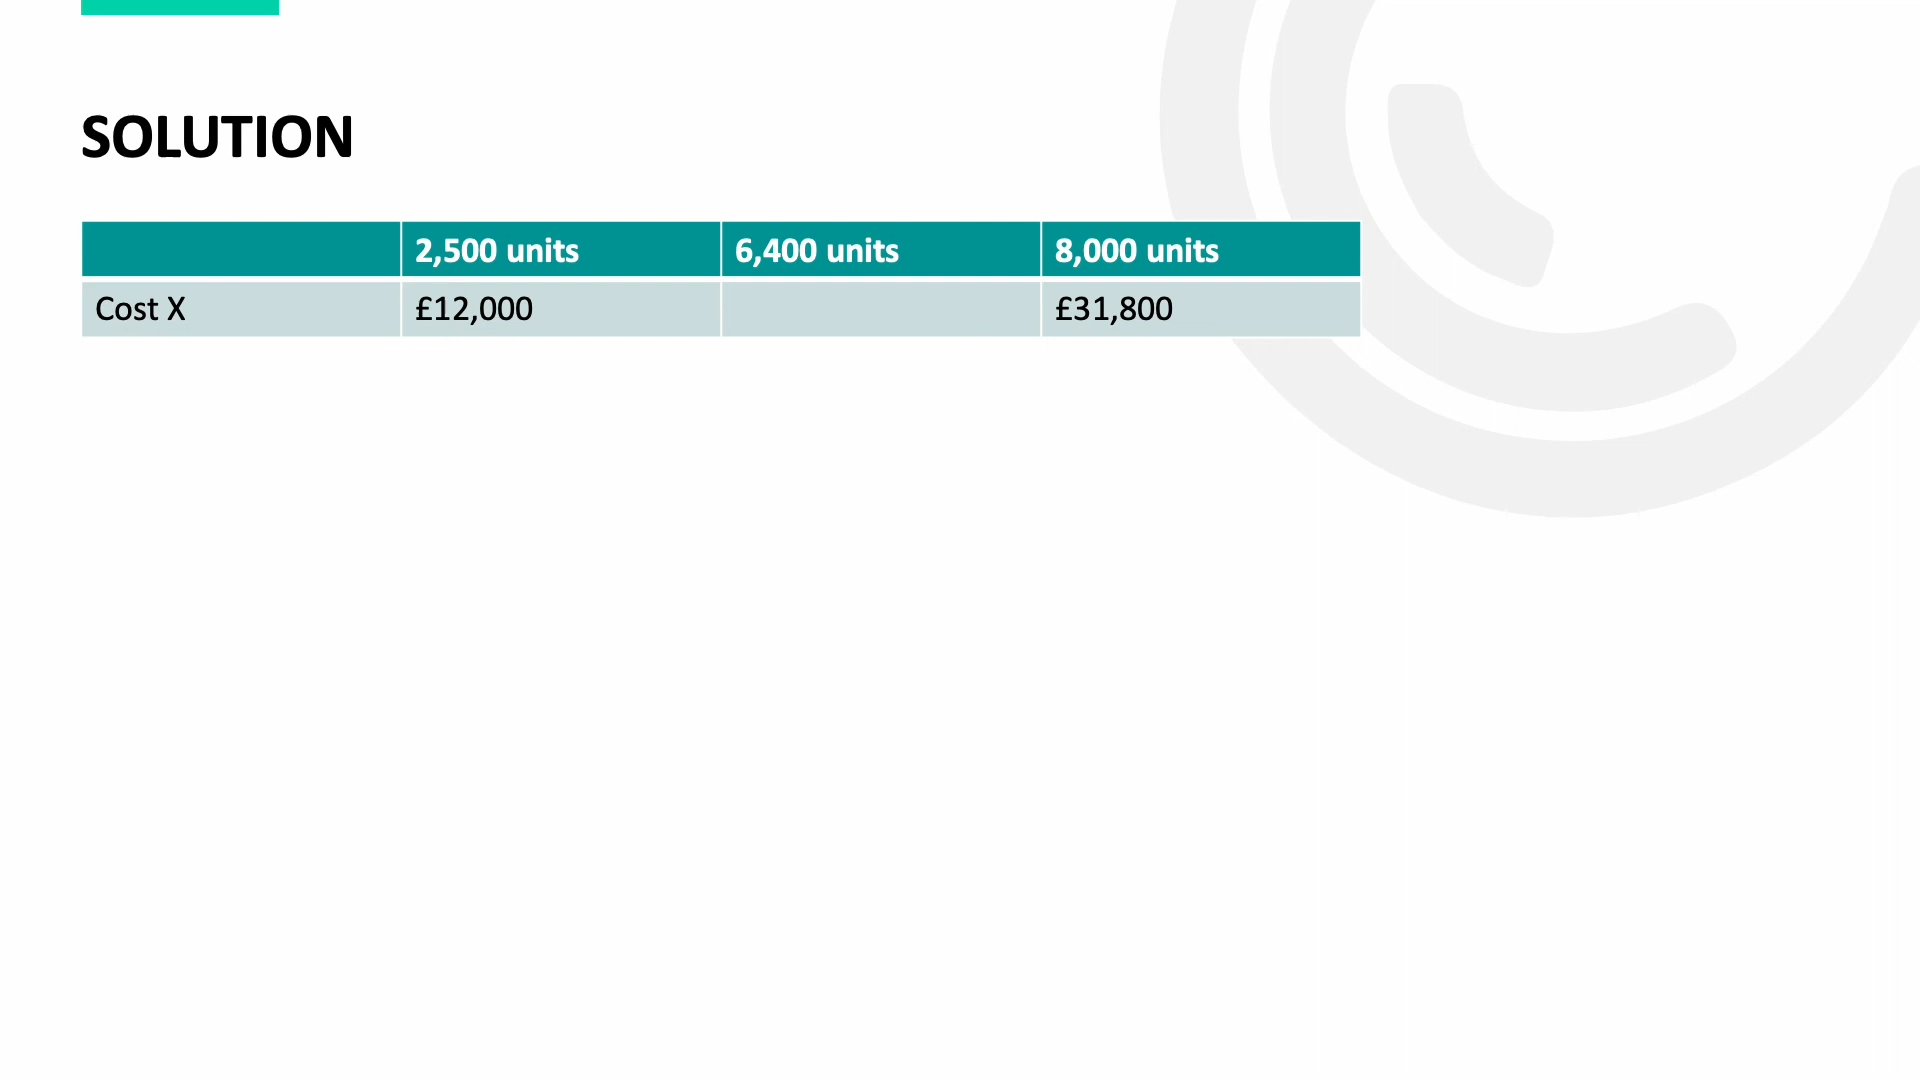 SOLUTION
2,500 units 6,400 units 8,000 units
Cost X £12,000 £31,800